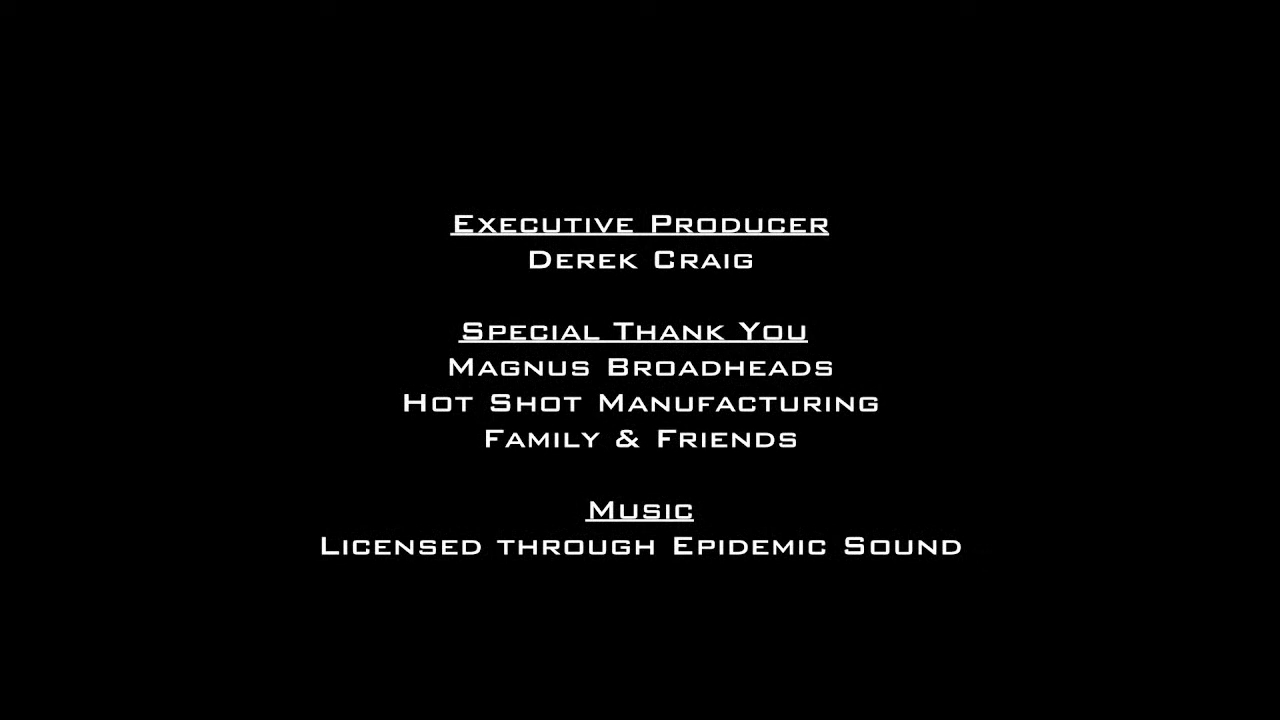 Executive Producer
Derek Craig
Special Thank You
Magnus Broadheads
Hot Shot Manufacturing
Family & Friends
Music
Licensed through Epidemic Sound